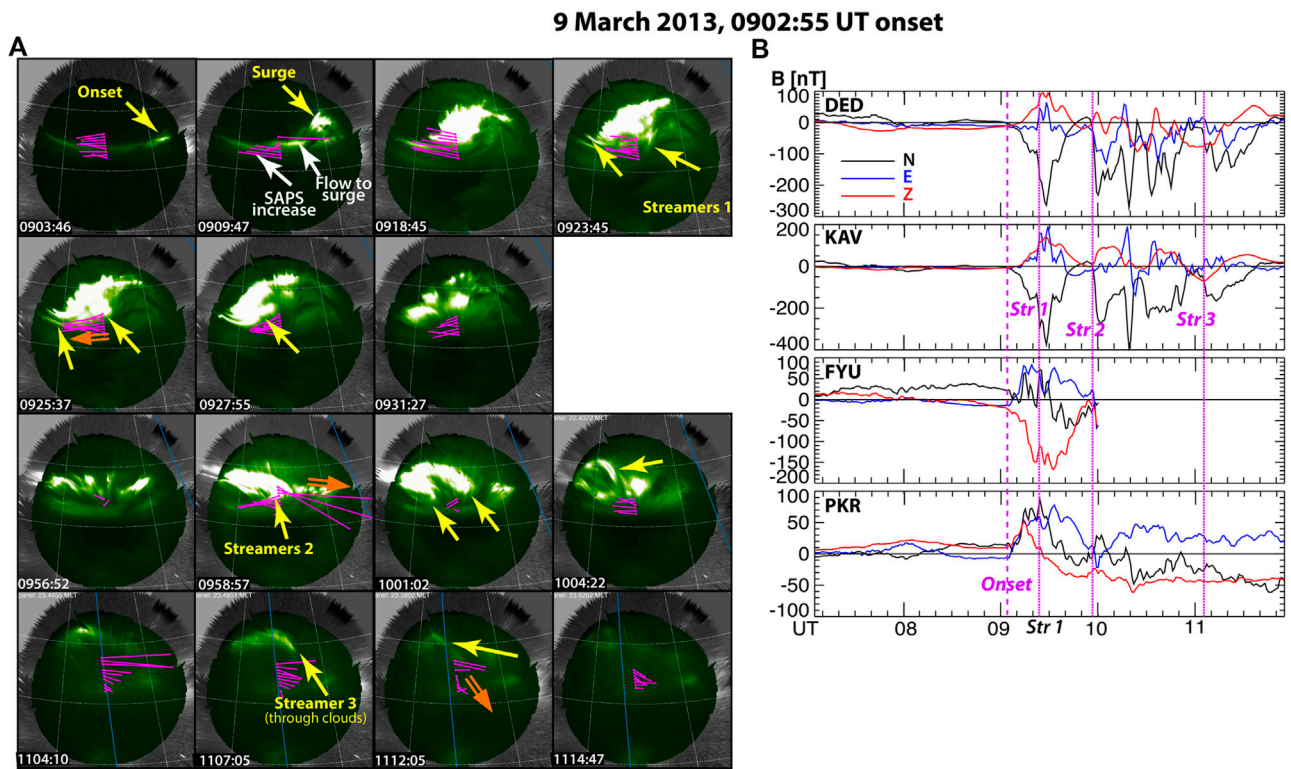 9 March 2013, 0902:55 UT onset
A
Onset
0903:46
Surge
SAPS
increase
Flow to
surge
0909:47
0918:45
Streamers 1
0923:45
0925:37
0927:55
0931:27
0956:52
Streamers 2
0958:57
1001:02
panel: 22.4372 MLT
1004:22
1104:10
Streamer 3
(through clouds)
1107:05
1112:05
1114:47
B
B [nT]
DED
100
0
-100
-200
-300
N
E
Z
KAV
200
0
-200
-400
Str 1
Str 2
Str 3
FYU
100
50
0
-50
-100
-150
-200
PKR
100
50
0
-50
-100
Onset
UT
08
09
10
11
Str 1